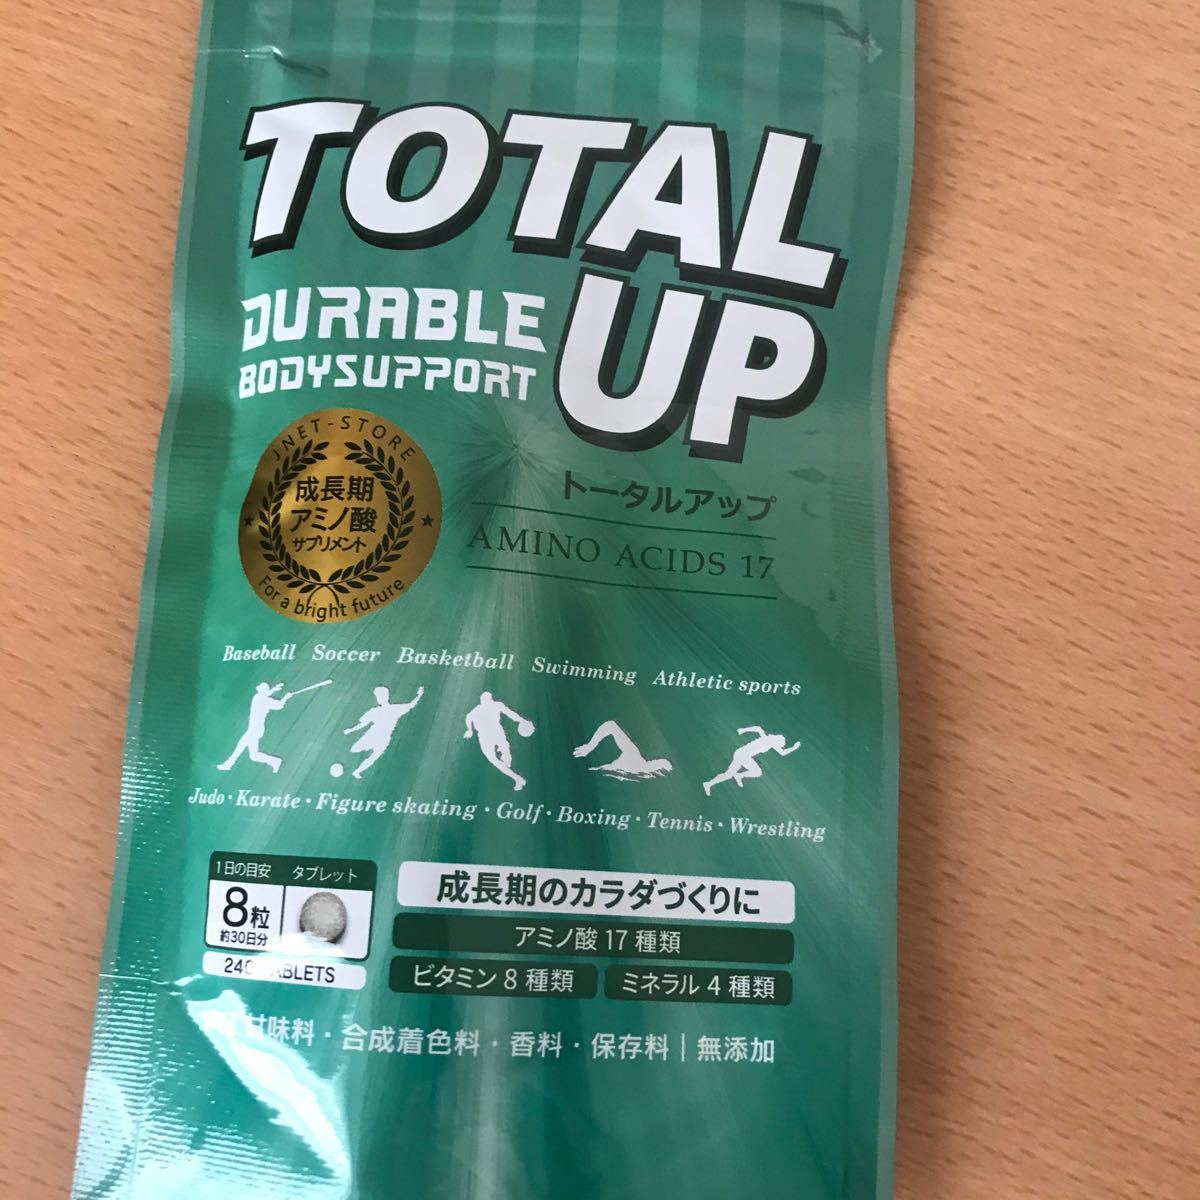 TOTAL
UP
DURABLE
BODYSUPPORT
JNET-STORE
成長期
アミノ酸
サプリメント
For a bright future
トータルアップ
AMINO ACIDS 17
Baseball Soccer Basketball Swimming Athletic sports
Judo・Karate・Figure skating・Golf・Boxing・Tennis・Wrestling
1日の目安 タブレット
8粒
約30日分
TABLETS
成長期のカラダづくりに
アミノ酸 17 種類
ビタミン 8 種類 ミネラル 4 種類
甘味料・合成着色料・香料・保存料|無添加